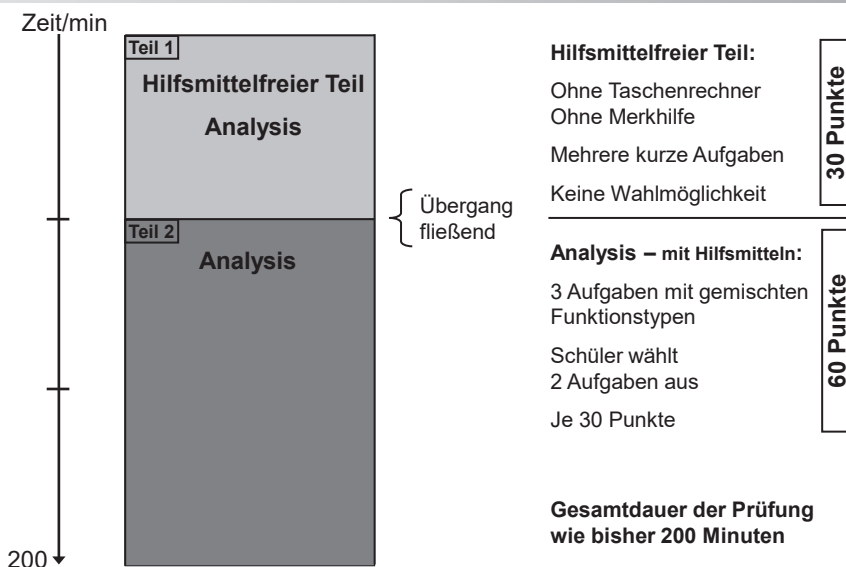 Zeit/min
Teil 1
Hilfsmittelfreier Teil
Analysis
Teil 2
Analysis
200
Übergang
fließend
Hilfsmittelfreier Teil:
Ohne Taschenrechner
Ohne Merkhilfe
Mehrere kurze Aufgaben
Keine Wahlmöglichkeit
30 Punkte
Analysis – mit Hilfsmitteln:
3 Aufgaben mit gemischten
Funktionstypen
Schüler wählt
2 Aufgaben aus
Je 30 Punkte
60 Punkte
Gesamtdauer der Prüfung
wie bisher 200 Minuten